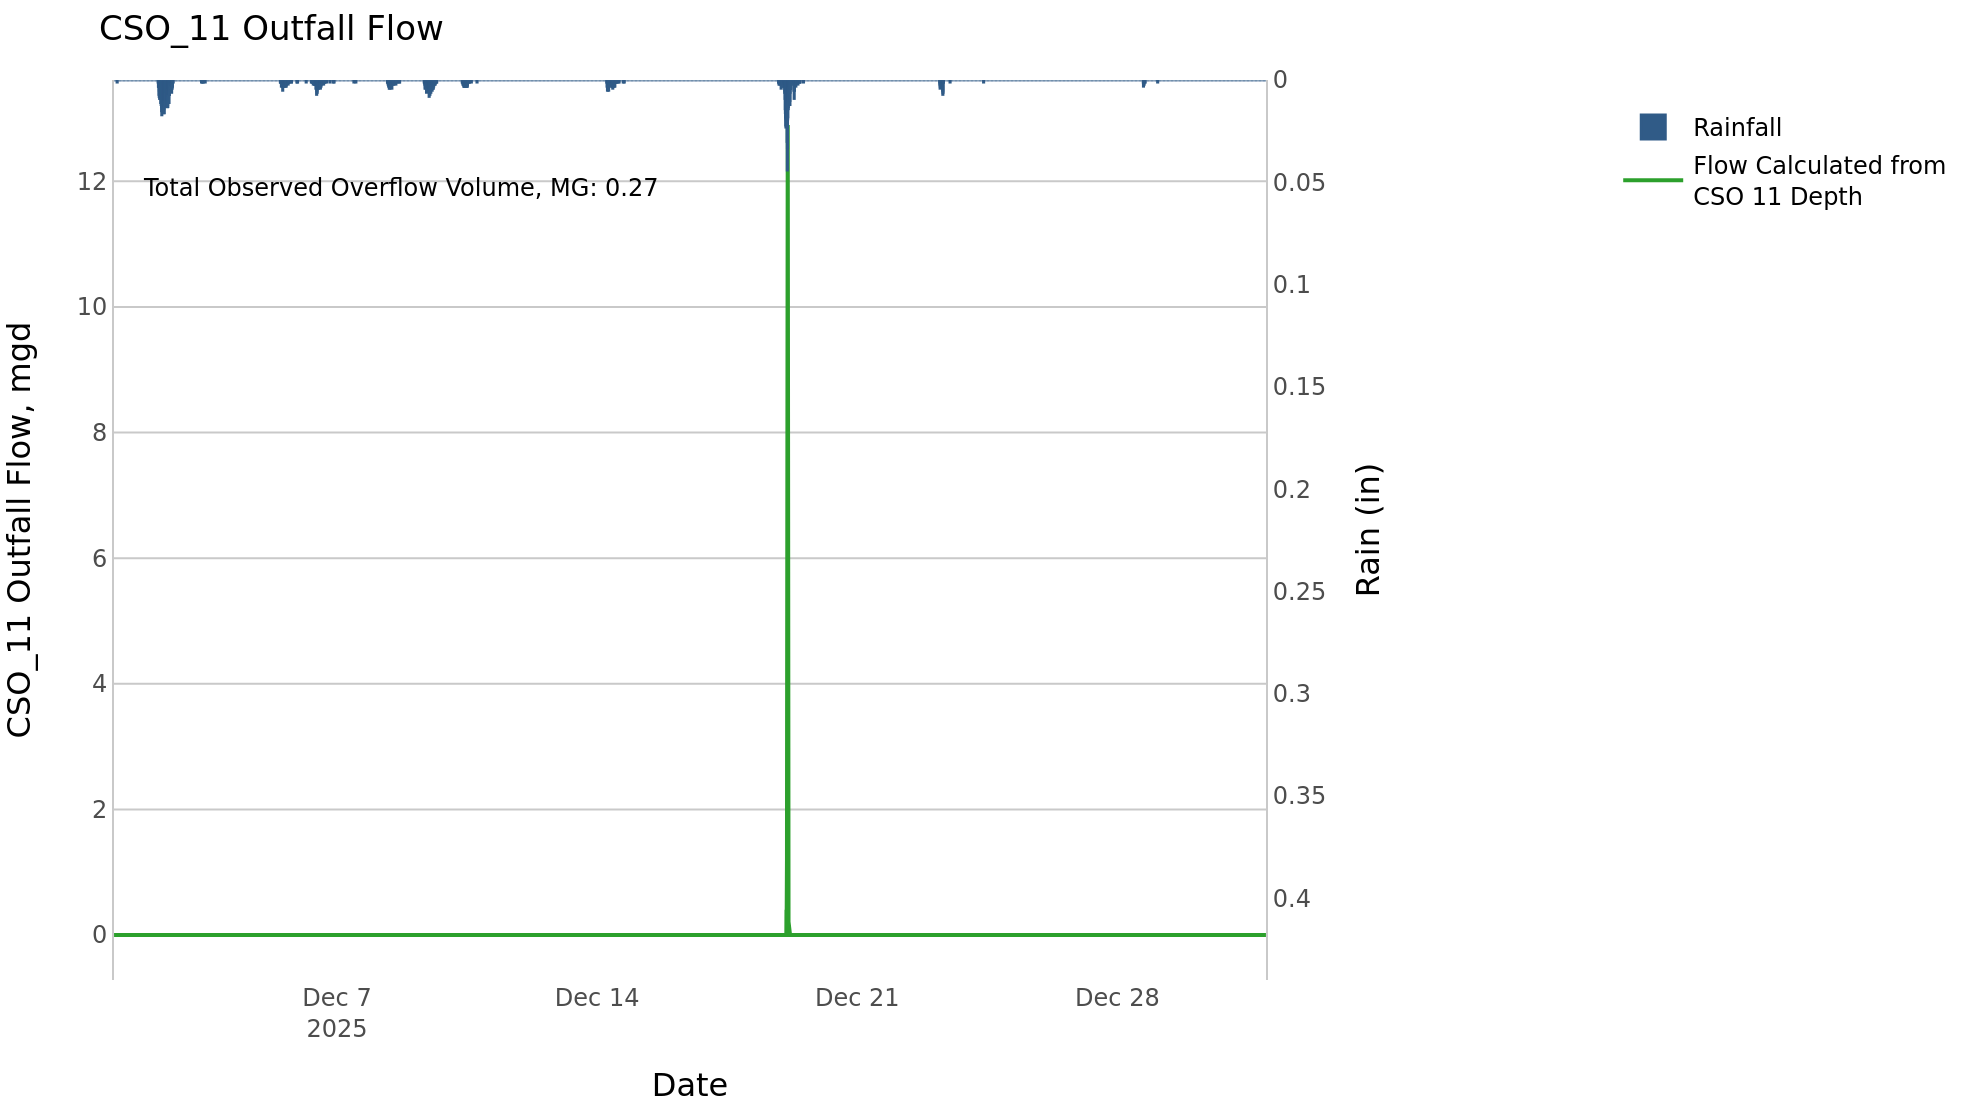 CSO_11 Outfall Flow
Total Observed Overflow Volume, MG: 0.27
CSO_11 Outfall Flow, mgd
12
10
8
6
4
2
0
0
0.05
0.1
0.15
0.2
0.25
0.3
0.35
0.4
Rain (in)
Dec 7
2025
Dec 14
Dec 21
Dec 28
Date
Rainfall
Flow Calculated from
CSO 11 Depth